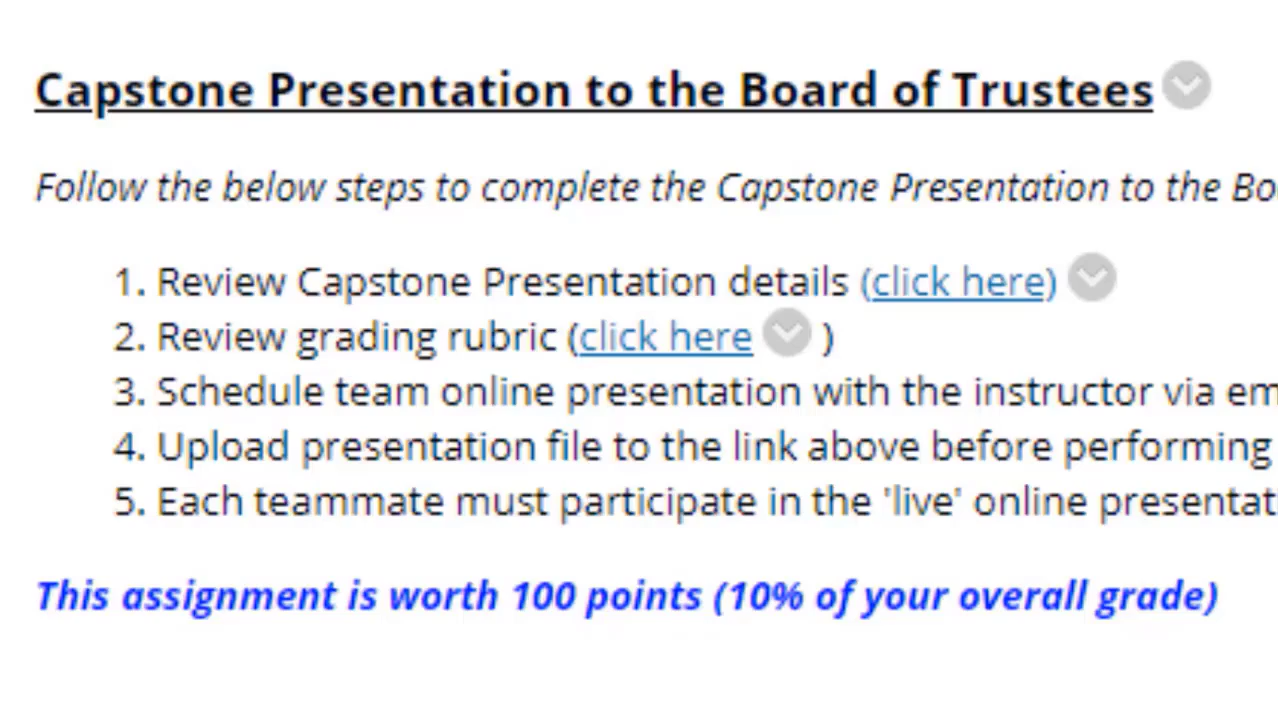 Capstone Presentation to the Board of Trustees
Follow the below steps to complete the Capstone Presentation to the Bo
1. Review Capstone Presentation details (click here)
2. Review grading rubric (click here )
3. Schedule team online presentation with the instructor via em
4. Upload presentation file to the link above before performing
5. Each teammate must participate in the 'live' online presentat
This assignment is worth 100 points (10% of your overall grade)